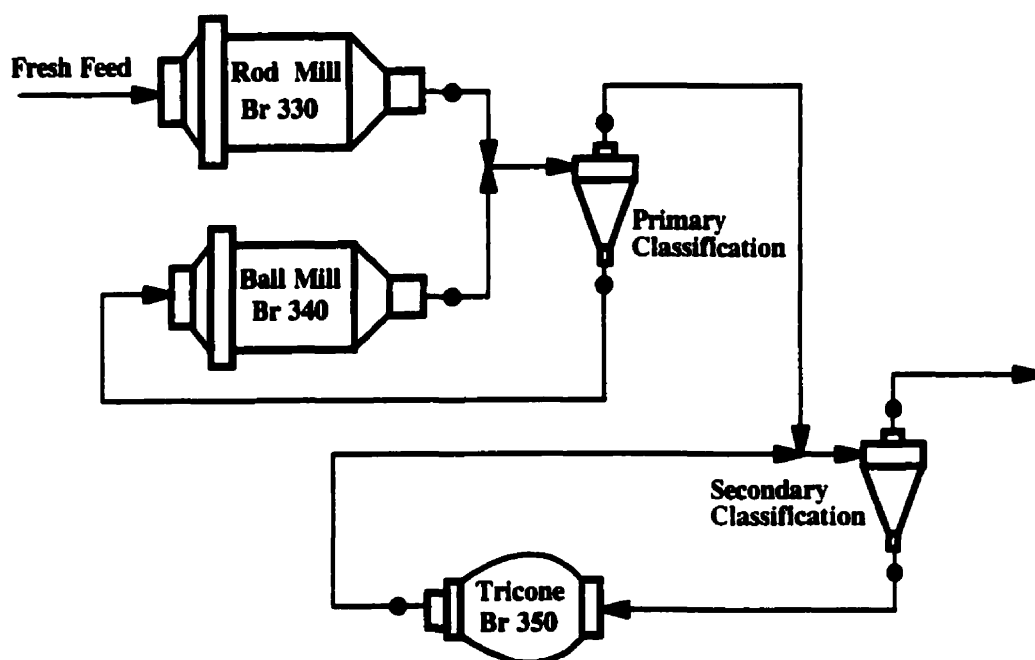 Fresh Feed
Rod Mill
Br 330
Primary
Classification
Ball Mill
Br 340
Secondary
Classification
Tricone
Br 350